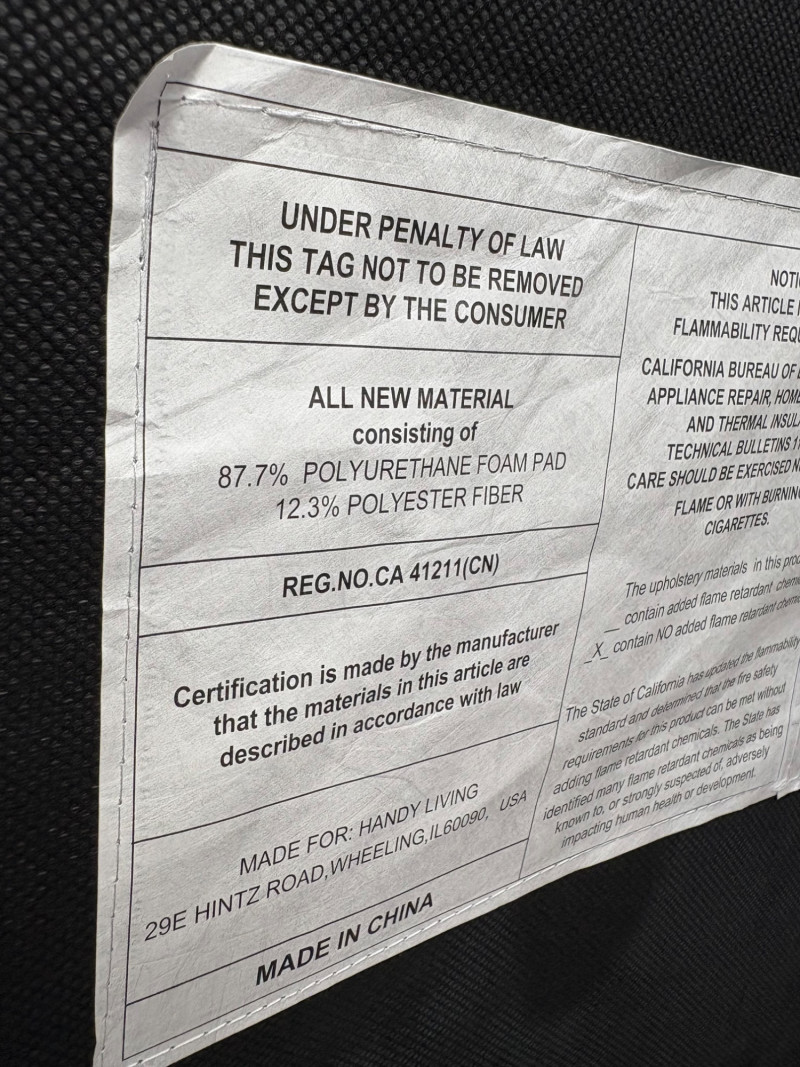 UNDER PENALTY OF LAW
THIS TAG NOT TO BE REMOVED
EXCEPT BY THE CONSUMER
ALL NEW MATERIAL
consisting of
87.7% POLYURETHANE FOAM PAD
12.3% POLYESTER FIBER
REG.NO.CA 41211(CN)
Certification is made by the manufacturer
that the materials in this article are
described in accordance with law
MADE FOR: HANDY LIVING
29E HINTZ ROAD,WHEELING,IL60090, USA
MADE IN CHINA
THIS ARTICLE
FLAMMABILITY
CALIFORNIA BUREAU OF
APPLIANCE REPAIR,
AND THERMAL
TECHNICAL BULLETINS
CARE SHOULD BE EXERCISED
FLAME OR WITH
CIGARETTES.
The upholstery materials in this
__ contain added flame retardant
_X_ contain NO added flame retardant
The State of California has updated the flammability
standard and determined that the fire safety
requirements for this product can be met without
adding flame retardant chemicals. The State has
identified many flame retardant chemicals as being
known to, or strongly suspected of, adversely
impacting human health or development.